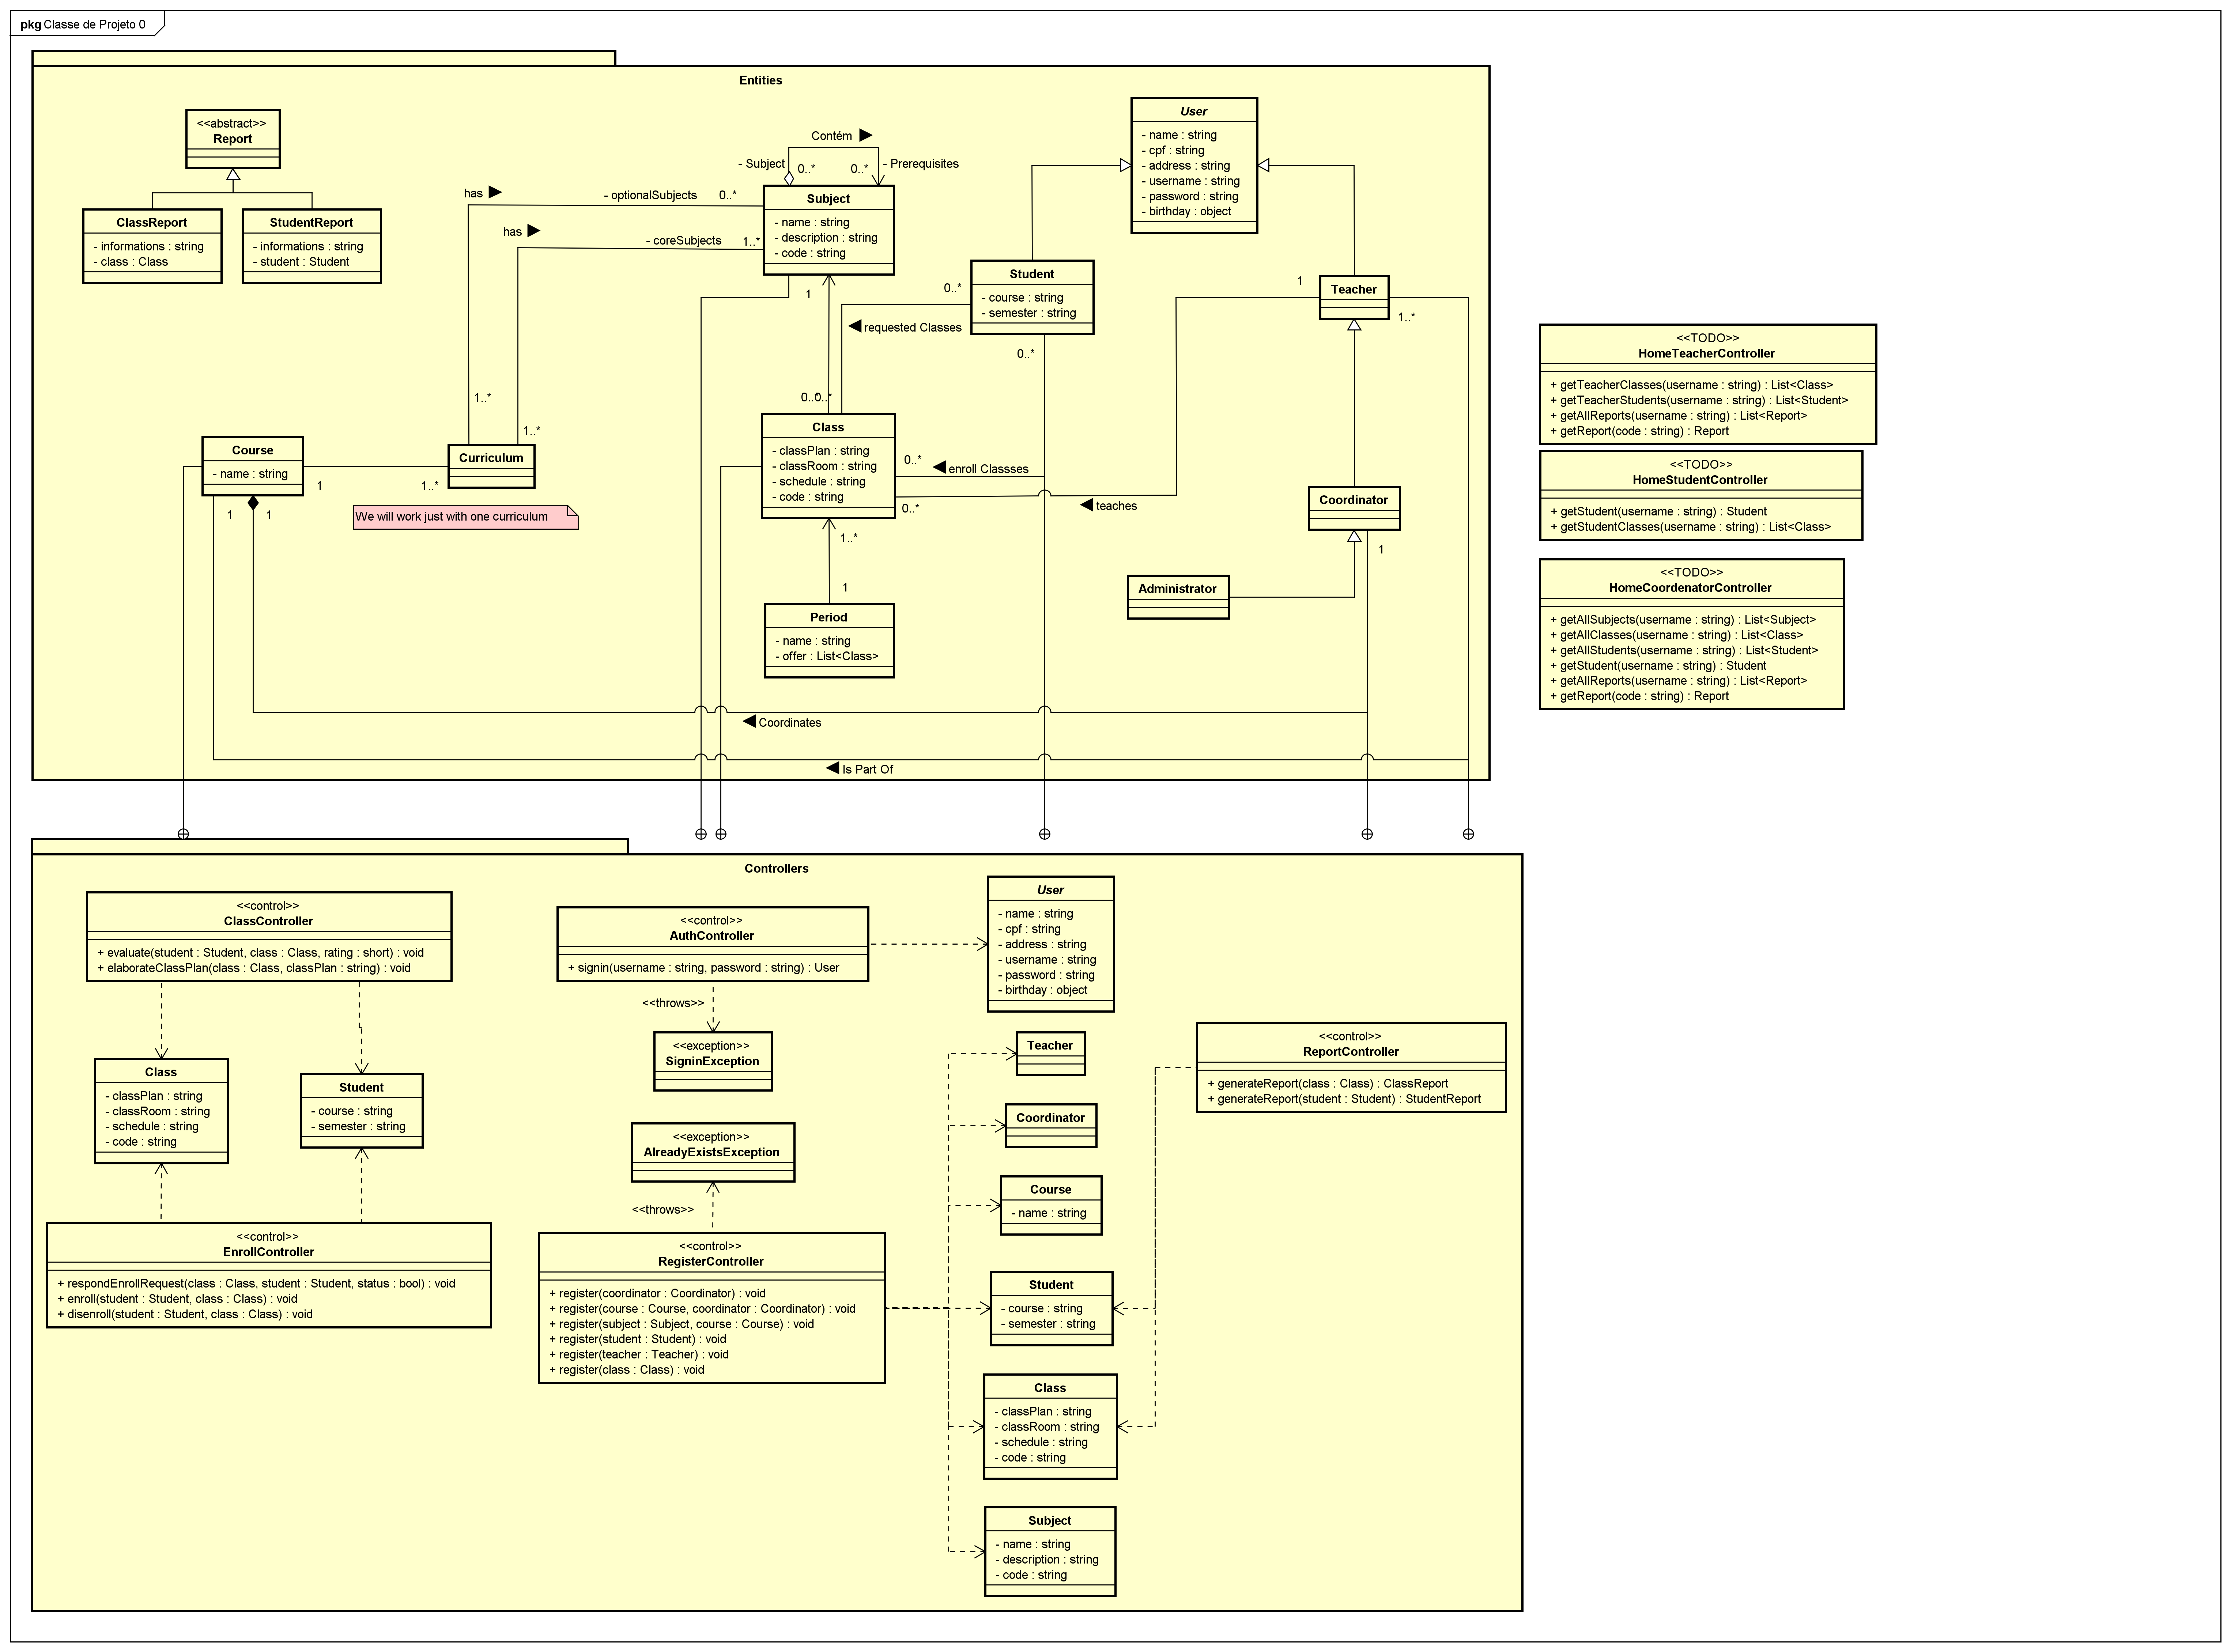 pkg Classe de Projeto 0
Entities
<<abstract>>
Report
ClassReport
- informations : string
- class : Class
StudentReport
- informations : string
- student : Student
Contém
- Subject
0..*
0..*
- Prerequisites
has
- optionalSubjects
0..*
has
- coreSubjects
1..*
Subject
- name : string
- description : string
- code : string
User
- name : string
- cpf : string
- address : string
- username : string
- password : string
- birthday : object
Student
- course : string
- semester : string
0..*
requested Classes
0..*
1
Teacher
1
1..*
1..*
1..*
0..*
0..*
Course
- name : string
1
1..*
Curriculum
1
1
We will work just with one curriculum
Class
- classPlan : string
- classRoom : string
- schedule : string
- code : string
0..*
enroll Classses
0..*
teaches
Coordinator
1
1..*
1
Administrator
Period
- name : string
- offer : List<Class>
Coordinates
Is Part Of
<<TODO>>
HomeTeacherController
+ getTeacherClasses(username : string) : List<Class>
+ getTeacherStudents(username : string) : List<Student>
+ getAllReports(username : string) : List<Report>
+ getReport(code : string) : Report
<<TODO>>
HomeStudentController
+ getStudent(username : string) : Student
+ getStudentClasses(username : string) : List<Class>
<<TODO>>
HomeCoordenatorController
+ getAllSubjects(username : string) : List<Subject>
+ getAllClasses(username : string) : List<Class>
+ getAllStudents(username : string) : List<Student>
+ getStudent(username : string) : Student
+ getAllReports(username : string) : List<Report>
+ getReport(code : string) : Report
Controllers
<<control>>
ClassController
+ evaluate(student : Student, class : Class, rating : short) : void
+ elaborateClassPlan(class : Class, classPlan : string) : void
<<control>>
AuthController
+ signin(username : string, password : string) : User
User
- name : string
- cpf : string
- address : string
- username : string
- password : string
- birthday : object
<<throws>>
<<exception>>
SigninException
Class
- classPlan : string
- classRoom : string
- schedule : string
- code : string
Student
- course : string
- semester : string
<<exception>>
AlreadyExistsException
<<throws>>
<<control>>
EnrollController
+ respondEnrollRequest(class : Class, student : Student, status : bool) : void
+ enroll(student : Student, class : Class) : void
+ disenroll(student : Student, class : Class) : void
<<control>>
RegisterController
+ register(coordinator : Coordinator) : void
+ register(course : Course, coordinator : Coordinator) : void
+ register(subject : Subject, course : Course) : void
+ register(student : Student) : void
+ register(teacher : Teacher) : void
+ register(class : Class) : void
Teacher
Coordinator
Course
- name : string
Student
- course : string
- semester : string
Class
- classPlan : string
- classRoom : string
- schedule : string
- code : string
Subject
- name : string
- description : string
- code : string
<<control>>
ReportController
+ generateReport(class : Class) : ClassReport
+ generateReport(student : Student) : StudentReport